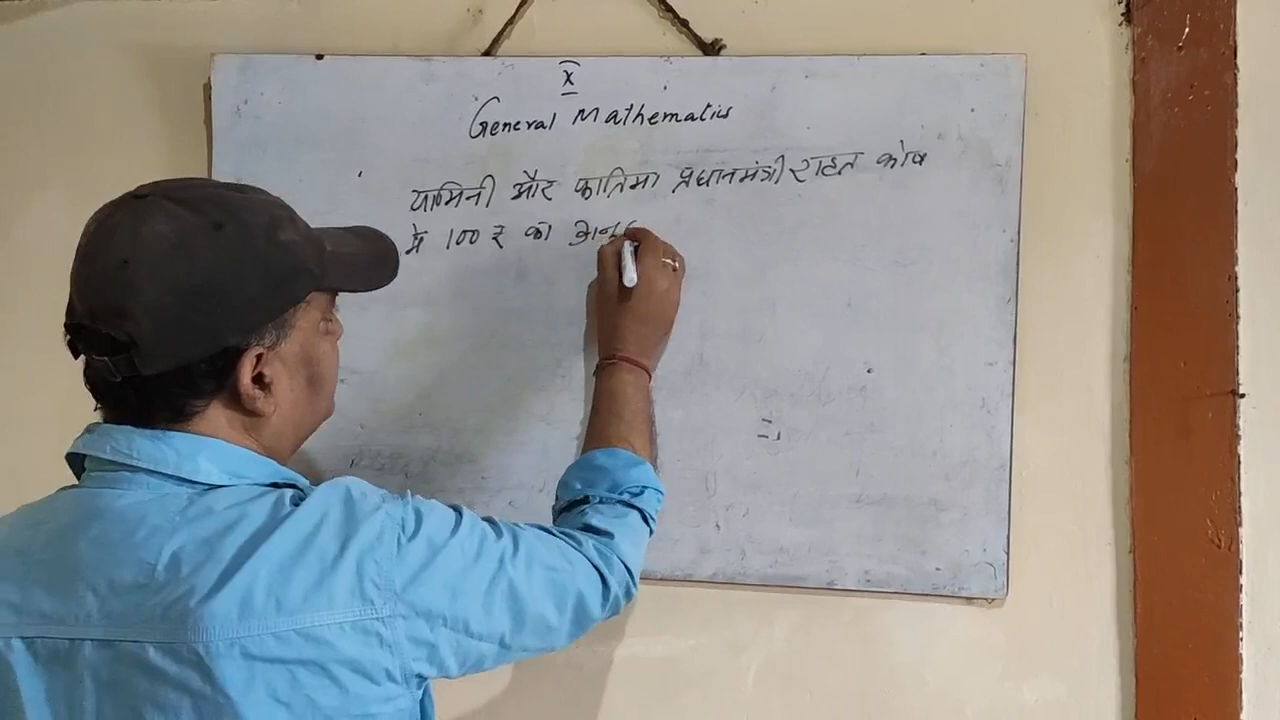 X
General Mathematics
यामिनी और फातिमा प्रधानमंत्री राहत कोष
मे 100 ₹ का